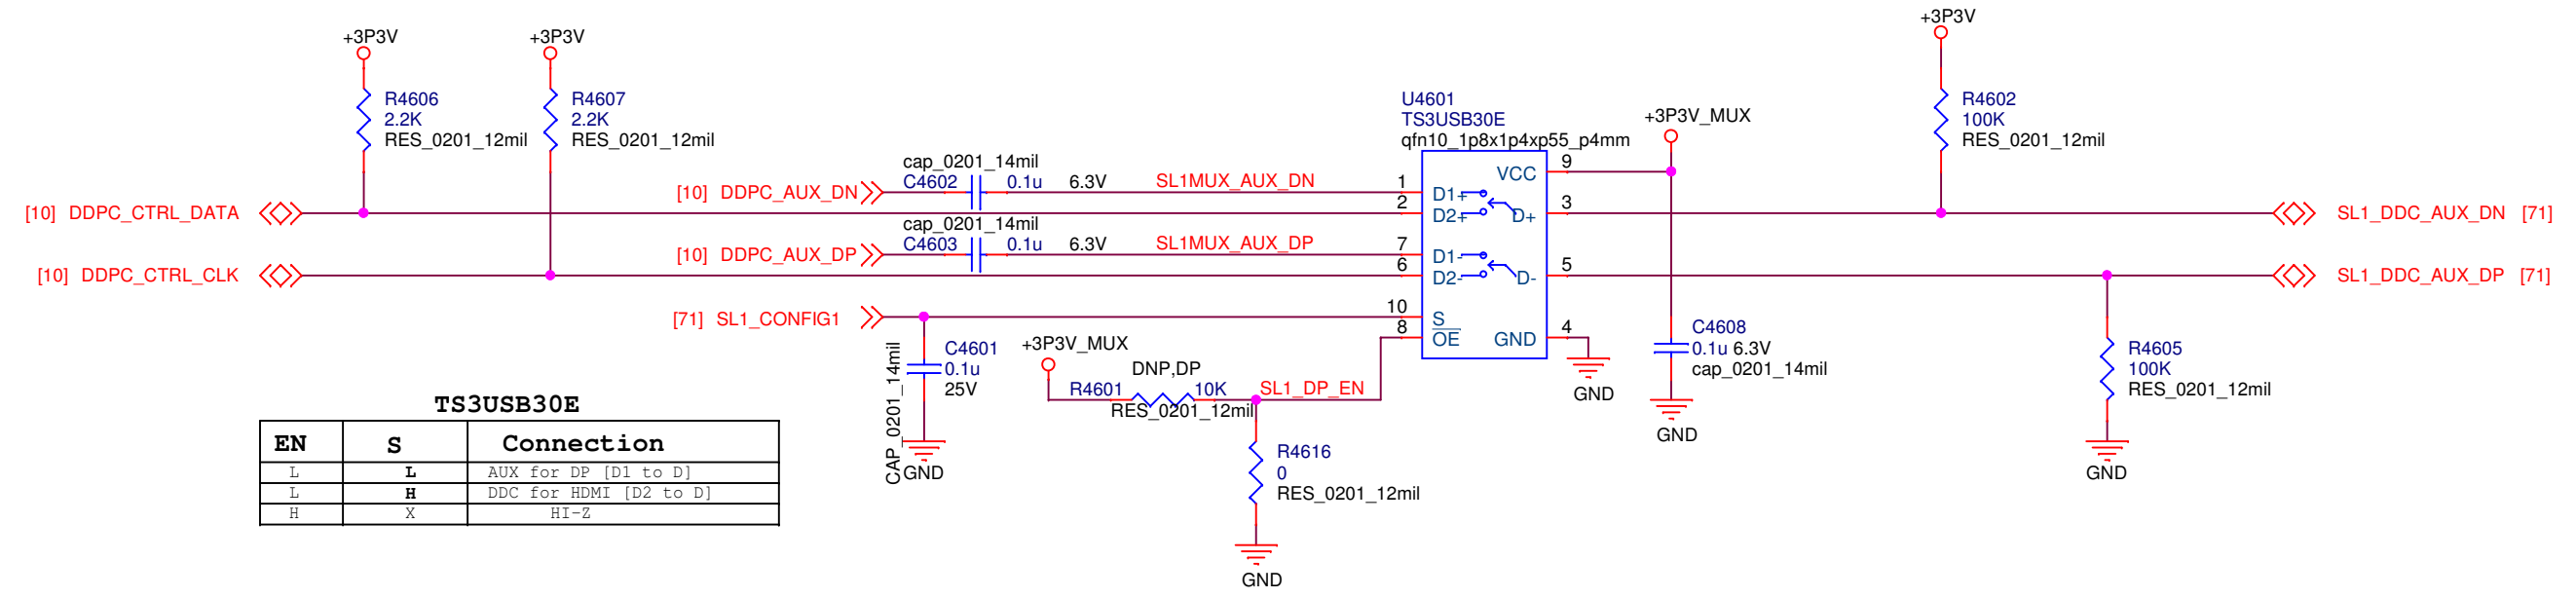 +3P3V
+3P3V
+3P3V
R4606
2.2K
RES_0201_12mil
R4607
2.2K
RES_0201_12mil
U4601
TS3USB30E
qfn10_1p8x1p4xp55_p4mm
+3P3V_MUX
R4602
100K
RES_0201_12mil
cap_0201_14mil
[10] DDPC_AUX_DN C4602 0.1u 6.3V SL1MUX_AUX_DN 1 D1+ VCC 9
[10] DDPC_CTRL_DATA 2 D2+ D+ 3 SL1_DDC_AUX_DN [71]
cap_0201_14mil
[10] DDPC_AUX_DP C4603 0.1u 6.3V SL1MUX_AUX_DP 7 D1-
[10] DDPC_CTRL_CLK 6 D2- D- 5 SL1_DDC_AUX_DP [71]
[71] SL1_CONFIG1 10 S
8 OE GND 4
GND
C4601
0.1u
25V
CAP_0201_14mil
GND
+3P3V_MUX
DNP,DP
R4601 10K SL1_DP_EN
RES_0201_12mil
R4616
0
RES_0201_12mil
GND
C4608
0.1u 6.3V
cap_0201_14mil
GND
R4605
100K
RES_0201_12mil
GND
TS3USB30E
EN S Connection
L L AUX for DP [D1 to D]
L H DDC for HDMI [D2 to D]
H X HI-Z